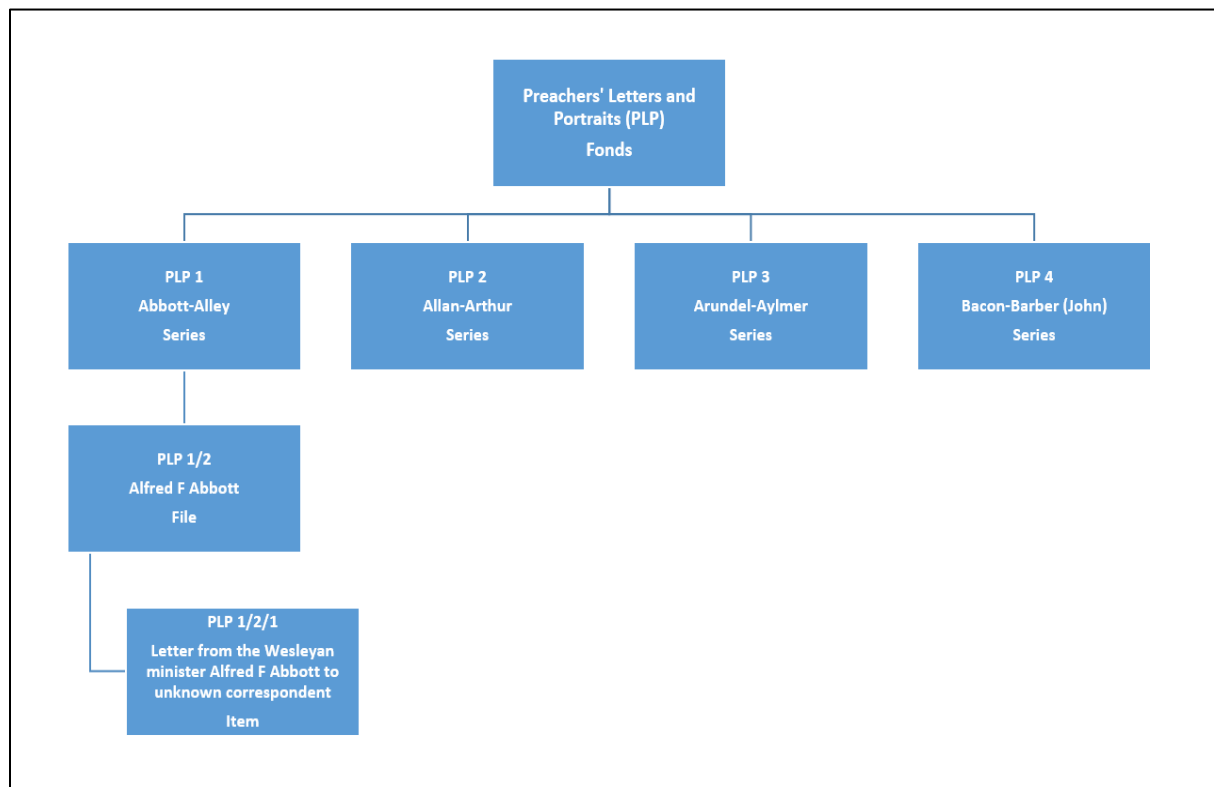 Preachers' Letters and
Portraits (PLP)
Fonds
PLP 1
Abbott-Alley
Series
PLP 2
Allan-Arthur
Series
PLP 3
Arundel-Aylmer
Series
PLP 4
Bacon-Barber (John)
Series
PLP 1/2
Alfred F Abbott
File
PLP 1/2/1
Letter from the Wesleyan
minister Alfred F Abbott to
unknown correspondent
Item